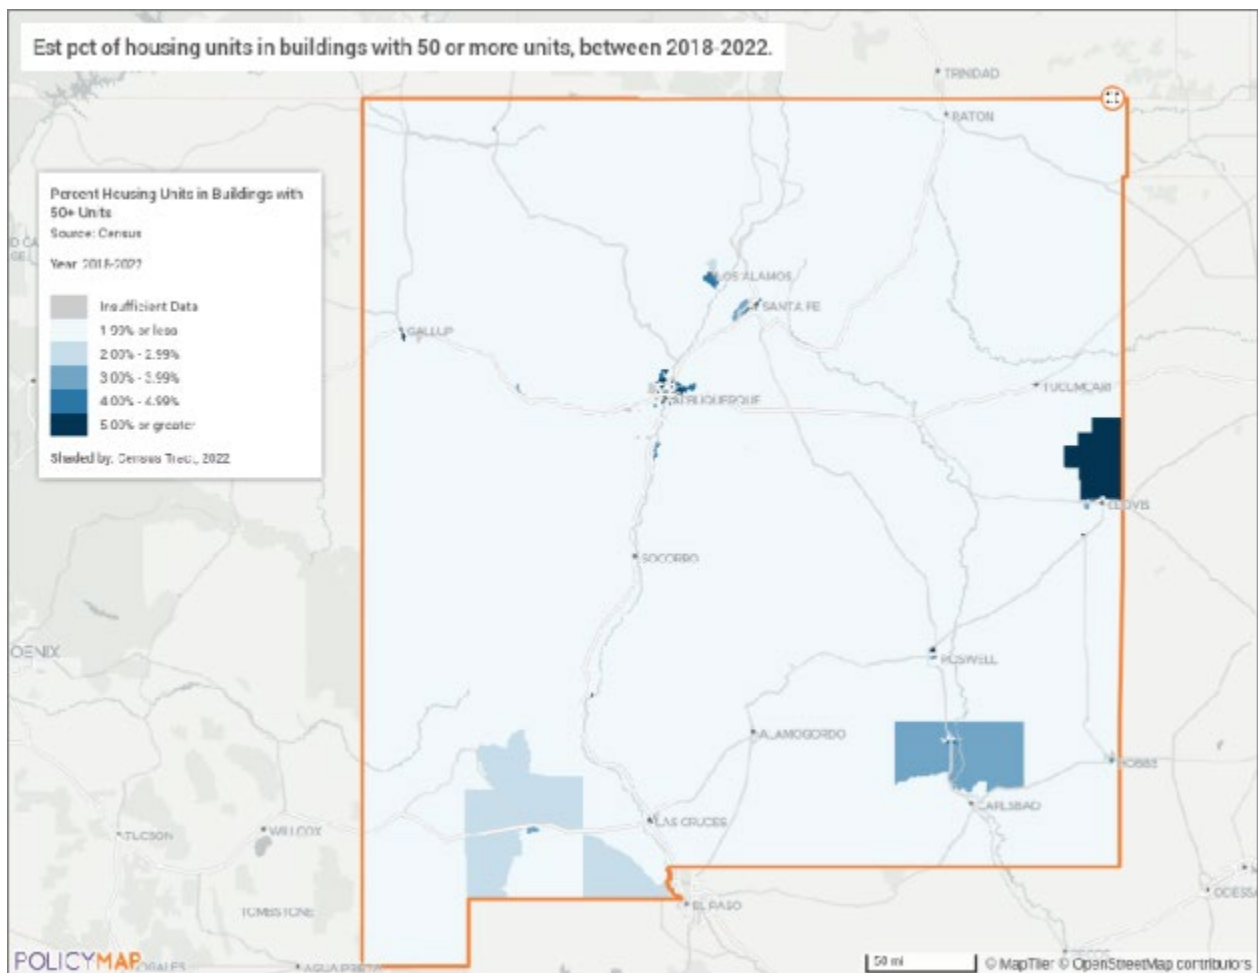 Est pct of housing units in buildings with 50 or more units, between 2018-2022.
TRINIDAD
RATON
Percent Housing Units in Buildings with
50+ Units
Source: Census
Year: 2018-2022
Insufficient Data
1.99% or less
2.00% - 2.99%
3.00% - 3.99%
4.00% - 4.99%
5.00% or greater
Shaded by: Census Tract, 2022
LOS ALAMOS
SANTA FE
GALLUP
TUCUMCARI
ALBUQUERQUE
CLOVIS
SOCORRO
OENIX
ROSWELL
ALAMOGORDO
HOBBS
CARLSBAD
LAS CRUCES
TUCSON
WILLCOX
ODESSA
EL PASO
TOMBSTONE
POLICYMAP
OGALES
AGUA PRIETA
50 mi
© MapTiler © OpenStreetMap contributors